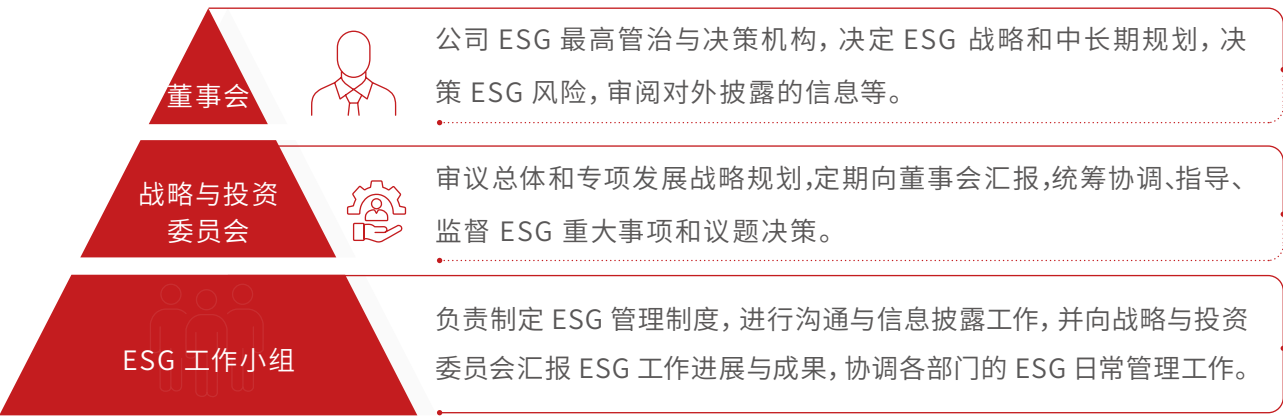 董事会
公司 ESG 最高管治与决策机构，决定 ESG 战略和中长期规划，决
策 ESG 风险，审阅对外披露的信息等。
战略与投资
委员会
审议总体和专项发展战略规划,定期向董事会汇报,统筹协调、指导、
监督 ESG 重大事项和议题决策。
ESG 工作小组
负责制定 ESG 管理制度，进行沟通与信息披露工作，并向战略与投资
委员会汇报 ESG 工作进展与成果，协调各部门的 ESG 日常管理工作。